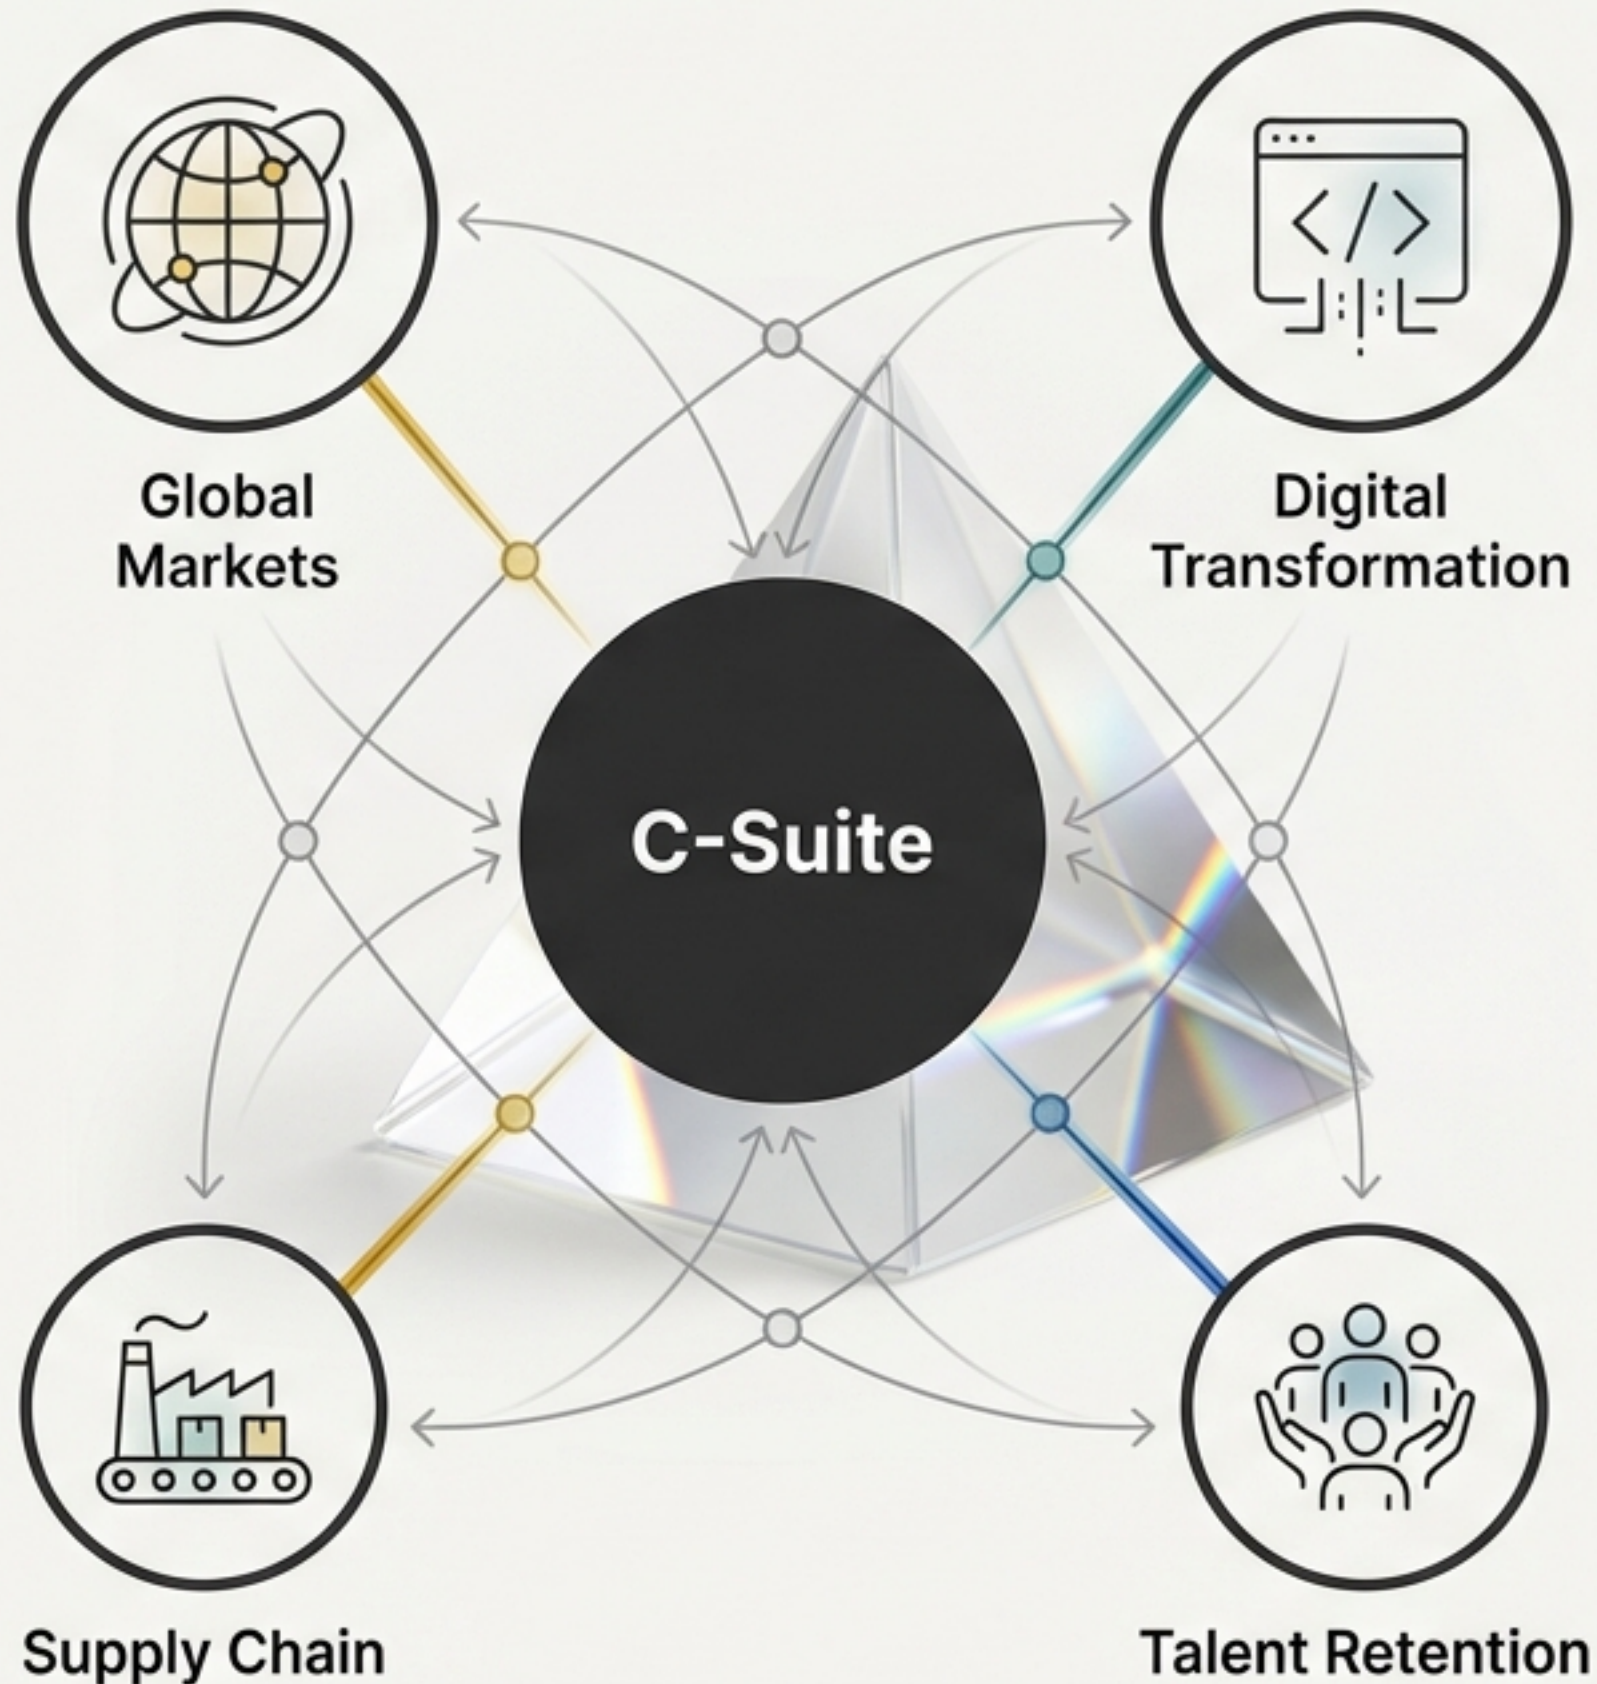 Global
Markets
Digital
Transformation
C-Suite
Supply Chain
Talent Retention